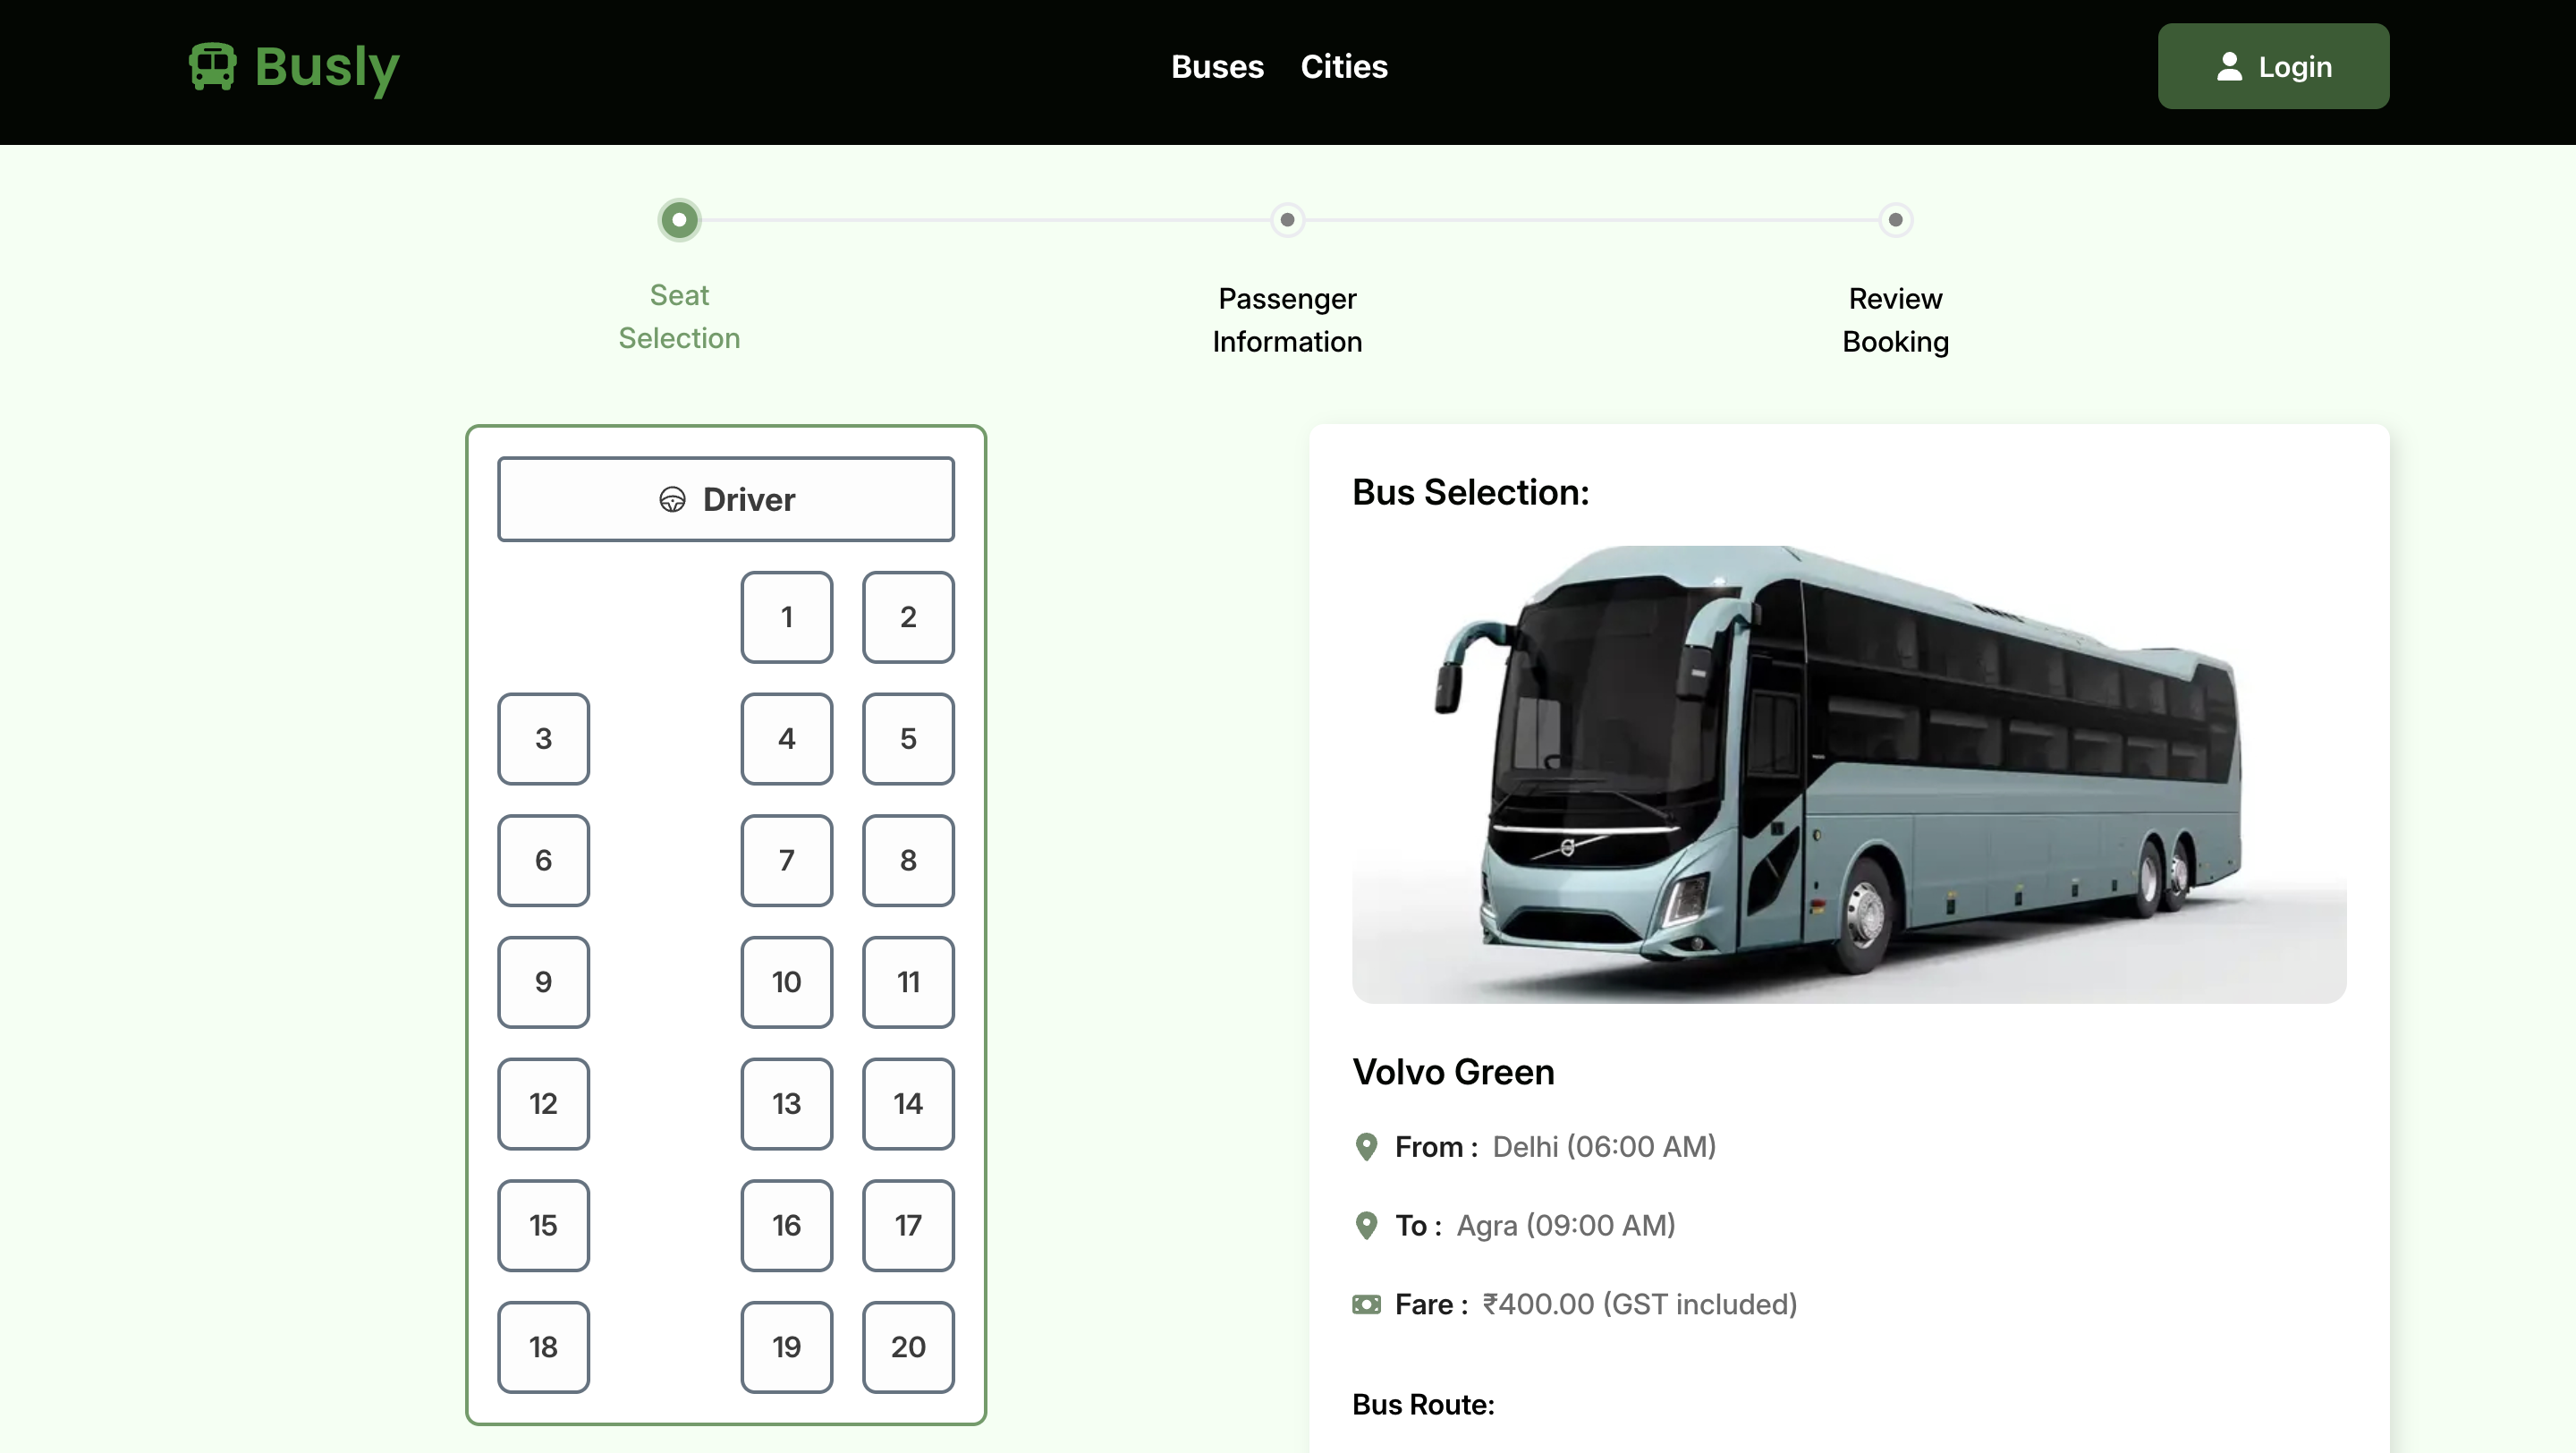 Busly
Buses Cities
Login
Seat
Selection
Passenger
Information
Review
Booking
Driver
1 2
3 4 5
6 7 8
9 10 11
12 13 14
15 16 17
18 19 20
Bus Selection:
Volvo Green
From : Delhi (06:00 AM)
To : Agra (09:00 AM)
Fare : ₹400.00 (GST included)
Bus Route: